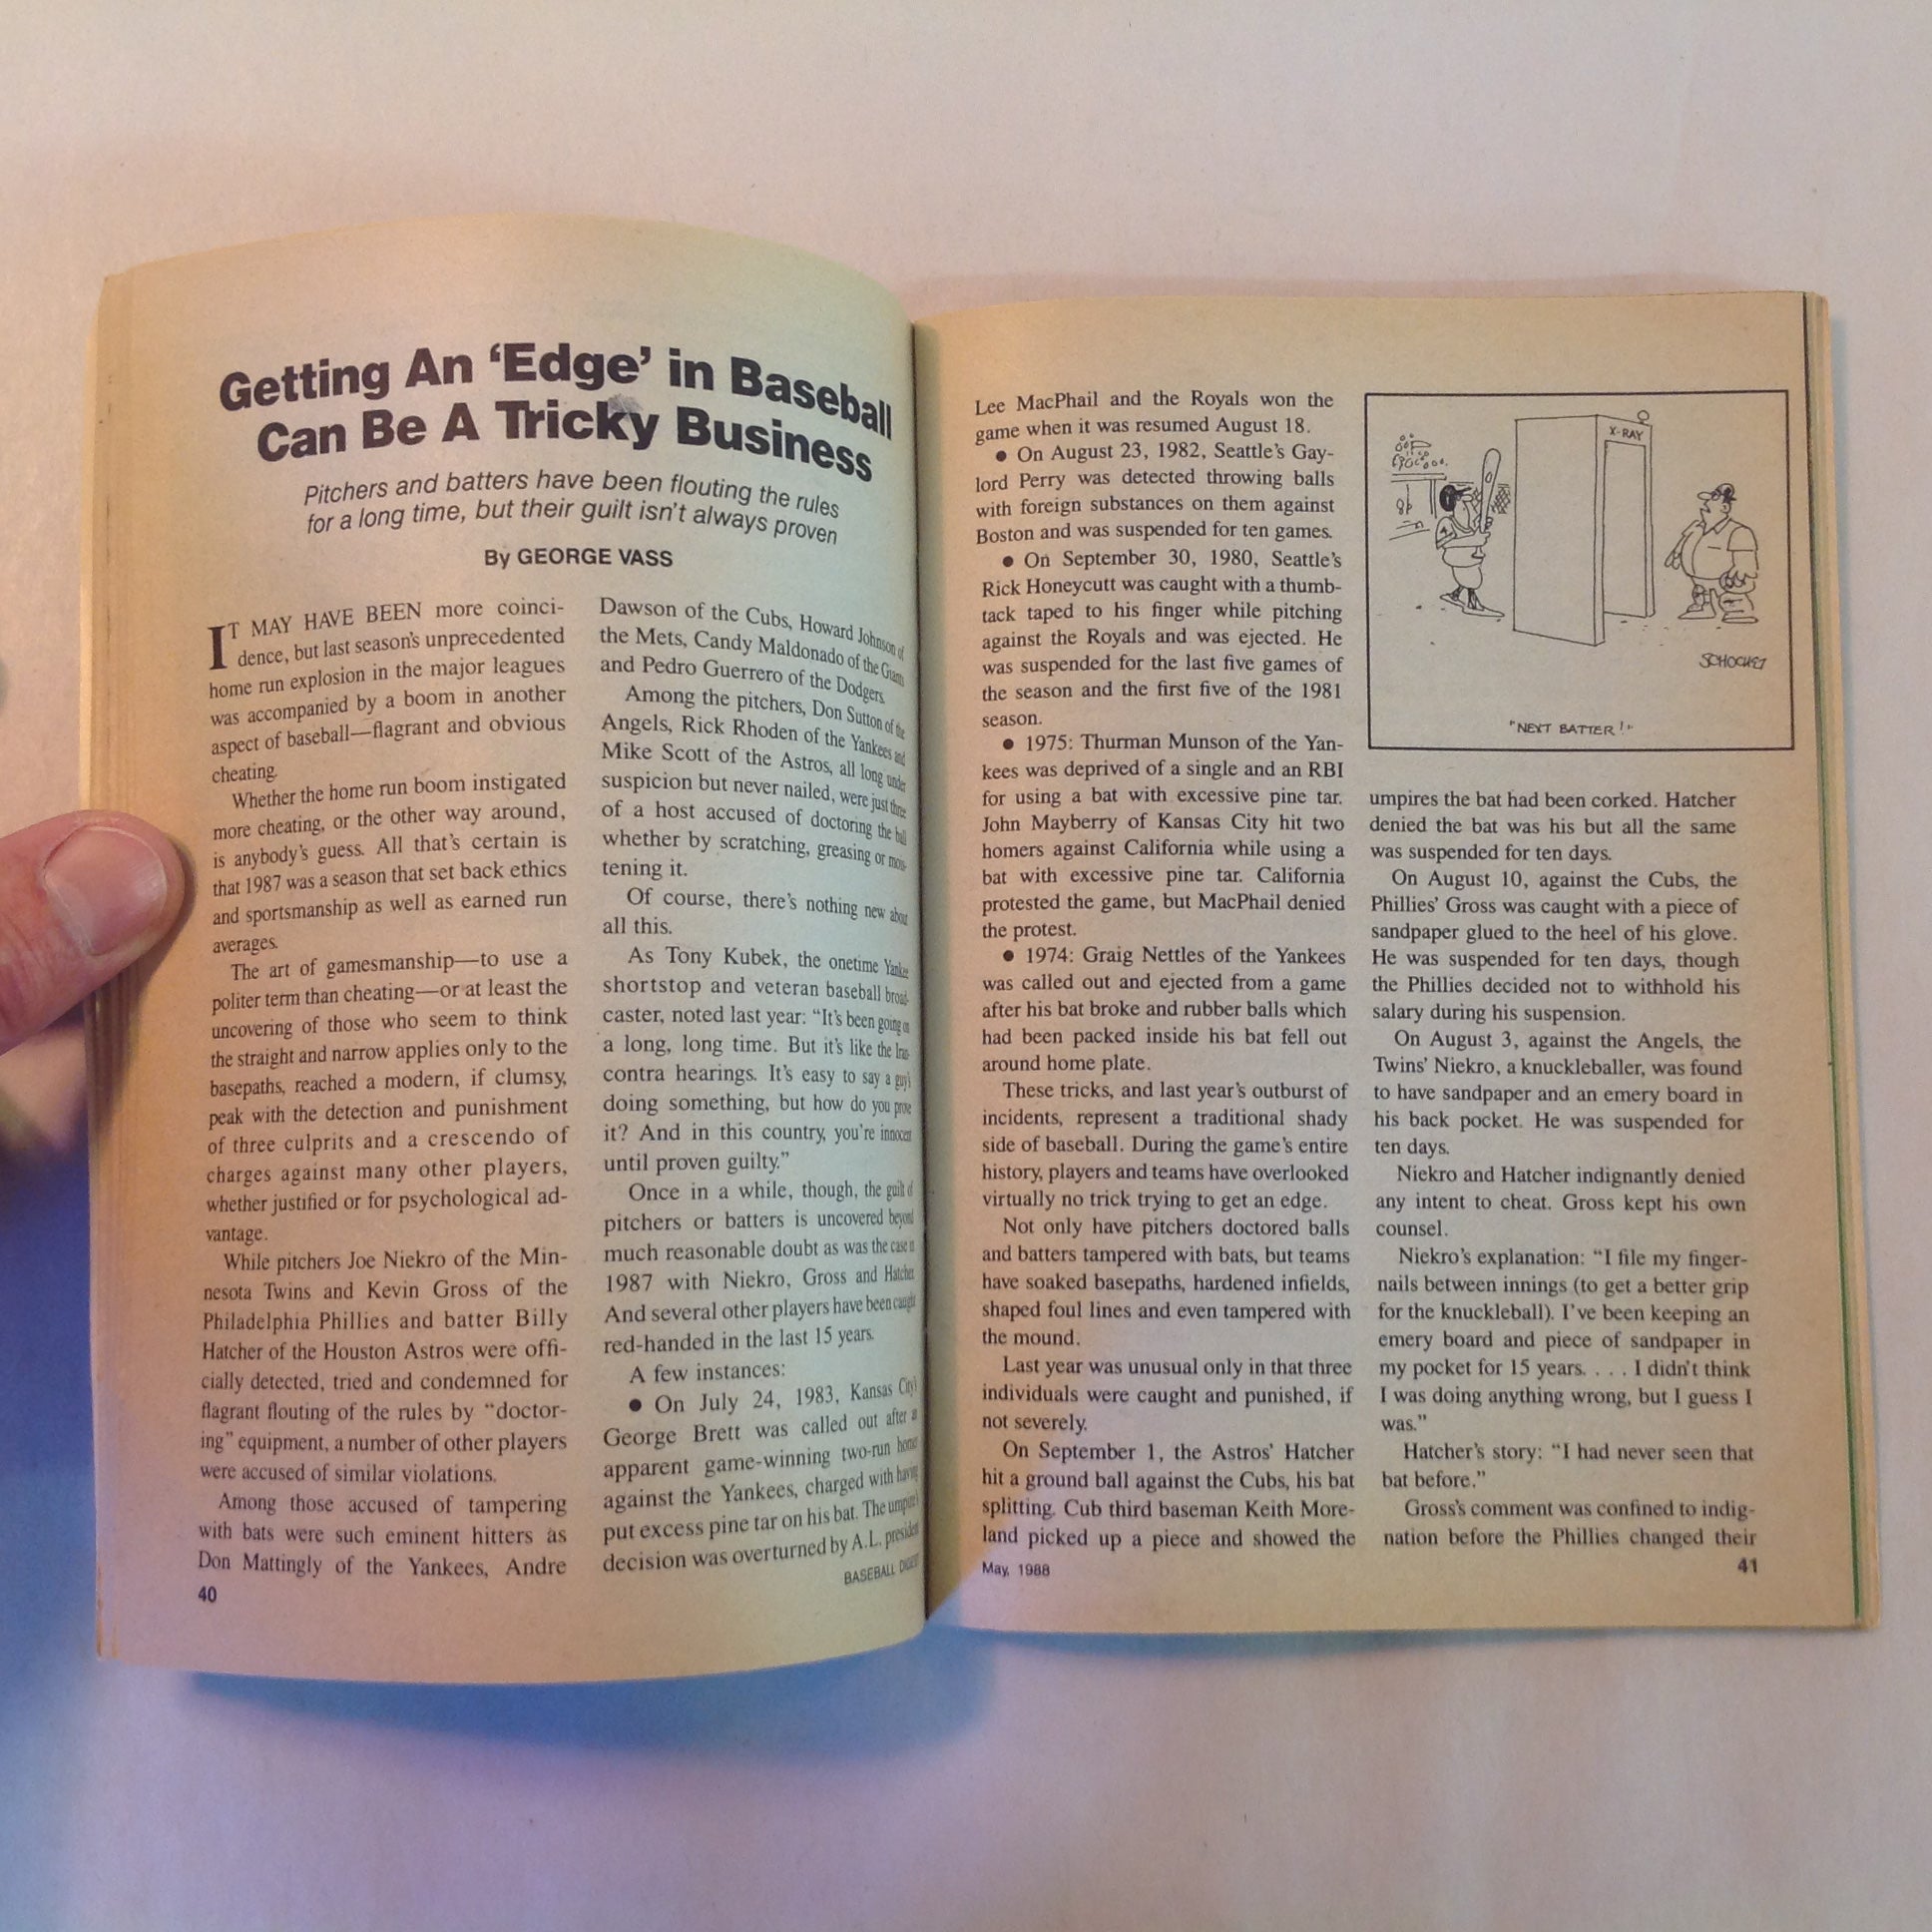 Getting An ‘Edge’ in Baseball
Can Be A Tricky Business
Pitchers and batters have been flouting the rules
for a long time, but their guilt isn't always proven
By GEORGE VASS
IT MAY HAVE BEEN more coinci-
dence, but last season's unprecedented
home run explosion in the major leagues
was accompanied by a boom in another
aspect of baseball—flagrant and obvious
cheating.
Whether the home run boom instigated
more cheating, or the other way around,
is anybody's guess. All that's certain is
that 1987 was a season that set back ethics
and sportsmanship as well as earned run
averages.
The art of gamesmanship—to use a
politer term than cheating—or at least the
uncovering of those who seem to think
the straight and narrow applies only to the
basepaths, reached a modern, if clumsy,
peak with the detection and punishment
of three culprits and a crescendo of
charges against many other players,
whether justified or for psychological ad-
vantage.
While pitchers Joe Niekro of the Min-
nesota Twins and Kevin Gross of the
Philadelphia Phillies and batter Billy
Hatcher of the Houston Astros were offi-
cially detected, tried and condemned for
flagrant flouting of the rules by “doctor-
ing” equipment, a number of other players
were accused of similar violations.
Among those accused of tampering
with bats were such eminent hitters as
Don Mattingly of the Yankees, Andre
40
Dawson of the Cubs, Howard Johnson of
the Mets, Candy Maldonado of the Giants
and Pedro Guerrero of the Dodgers.
Among the pitchers, Don Sutton of the
Angels, Rick Rhoden of the Yankees and
Mike Scott of the Astros, all long under
suspicion but never nailed, were just three
of a host accused of doctoring the ball
whether by scratching, greasing or mois-
tening it.
Of course, there's nothing new about
all this.
As Tony Kubek, the onetime Yankee
shortstop and veteran baseball broad-
caster, noted last year: “It's been going on
a long, long time. But it's like the Iran-
contra hearings. It's easy to say a guy's
doing something, but how do you prove
it? And in this country, you're innocent
until proven guilty.”
Once in a while, though, the guilt of
pitchers or batters is uncovered beyond
much reasonable doubt as was the case in
1987 with Niekro, Gross and Hatcher.
And several other players have been caught
red-handed in the last 15 years.
A few instances:
● On July 24, 1983, Kansas City's
George Brett was called out after an
apparent game-winning two-run homer
against the Yankees, charged with having
put excess pine tar on his bat. The umpire's
decision was overturned by A.L. president
BASEBALL DIGEST
Lee MacPhail and the Royals won the
game when it was resumed August 18.
● On August 23, 1982, Seattle's Gay-
lord Perry was detected throwing balls
with foreign substances on them against
Boston and was suspended for ten games.
● On September 30, 1980, Seattle's
Rick Honeycutt was caught with a thumb-
tack taped to his finger while pitching
against the Royals and was ejected. He
was suspended for the last five games of
the season and the first five of the 1981
season.
● 1975: Thurman Munson of the Yan-
kees was deprived of a single and an RBI
for using a bat with excessive pine tar.
John Mayberry of Kansas City hit two
homers against California while using a
bat with excessive pine tar. California
protested the game, but MacPhail denied
the protest.
● 1974: Graig Nettles of the Yankees
was called out and ejected from a game
after his bat broke and rubber balls which
had been packed inside his bat fell out
around home plate.
These tricks, and last year's outburst of
incidents, represent a traditional shady
side of baseball. During the game's entire
history, players and teams have overlooked
virtually no trick trying to get an edge.
Not only have pitchers doctored balls
and batters tampered with bats, but teams
have soaked basepaths, hardened infields,
shaped foul lines and even tampered with
the mound.
Last year was unusual only in that three
individuals were caught and punished, if
not severely.
On September 1, the Astros' Hatcher
hit a ground ball against the Cubs, his bat
splitting. Cub third baseman Keith More-
land picked up a piece and showed the
May, 1988
X-RAY
SCHOCHET
"NEXT BATTER!"
umpires the bat had been corked. Hatcher
denied the bat was his but all the same
was suspended for ten days.
On August 10, against the Cubs, the
Phillies' Gross was caught with a piece of
sandpaper glued to the heel of his glove.
He was suspended for ten days, though
the Phillies decided not to withhold his
salary during his suspension.
On August 3, against the Angels, the
Twins' Niekro, a knuckleballer, was found
to have sandpaper and an emery board in
his back pocket. He was suspended for
ten days.
Niekro and Hatcher indignantly denied
any intent to cheat. Gross kept his own
counsel.
Niekro's explanation: “I file my finger-
nails between innings (to get a better grip
for the knuckleball). I've been keeping an
emery board and piece of sandpaper in
my pocket for 15 years. . . . I didn't think
I was doing anything wrong, but I guess I
was.”
Hatcher's story: “I had never seen that
bat before.”
Gross's comment was confined to indig-
nation before the Phillies changed their
41